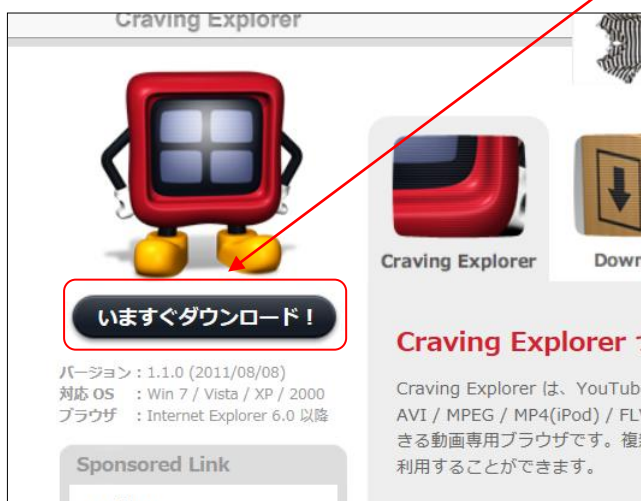 Craving Explorer
いますぐダウンロード！
バージョン：1.1.0 (2011/08/08)
対応 OS ：Win 7 / Vista / XP / 2000
ブラウザ ：Internet Explorer 6.0 以降
Sponsored Link
Craving Explorer
Craving Explorer
Craving Explorer は、
AVI / MPEG / MP4(iPod) /
きる動画専用ブラウザです。
利用することができます。